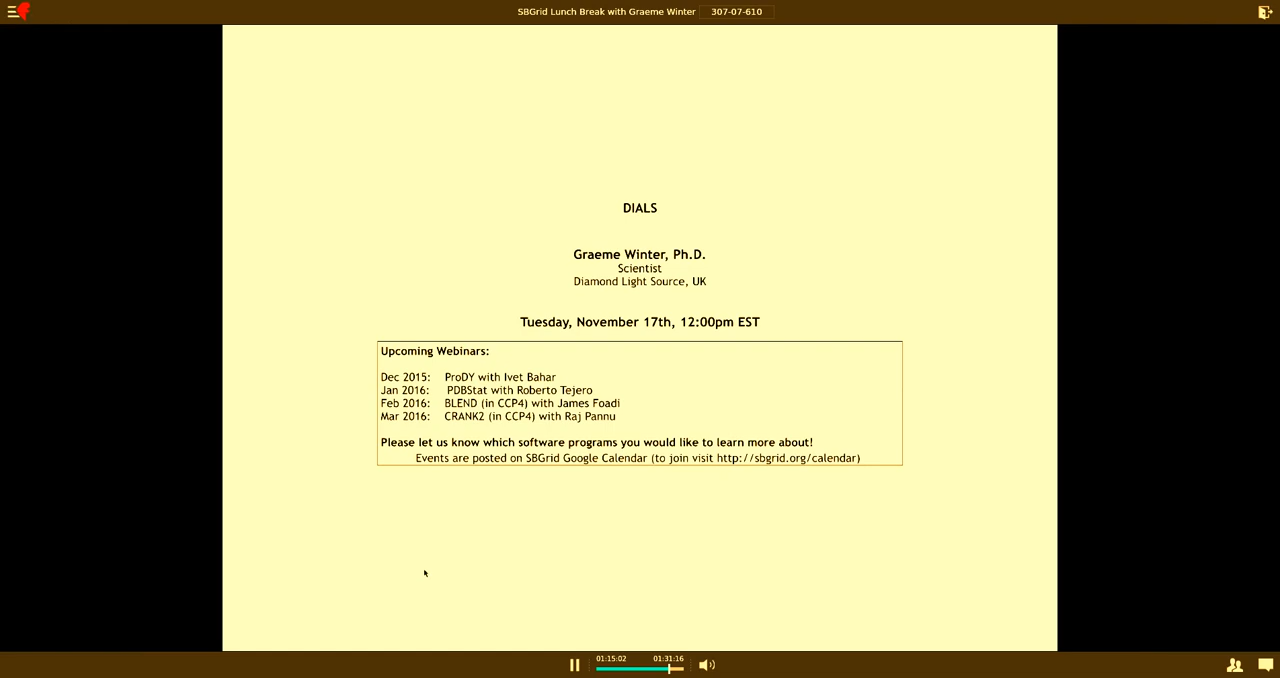 SBGrid Lunch Break with Graeme Winter 307-07-610
DIALS
Graeme Winter, Ph.D.
Scientist
Diamond Light Source, UK
Tuesday, November 17th, 12:00pm EST
Upcoming Webinars:
Dec 2015: ProDY with Ivet Bahar
Jan 2016: PDBStat with Roberto Tejero
Feb 2016: BLEND (in CCP4) with James Foadi
Mar 2016: CRANK2 (in CCP4) with Raj Pannu
Please let us know which software programs you would like to learn more about!
Events are posted on SBGrid Google Calendar (to join visit http://sbgrid.org/calendar)
01:15:02 01:31:16